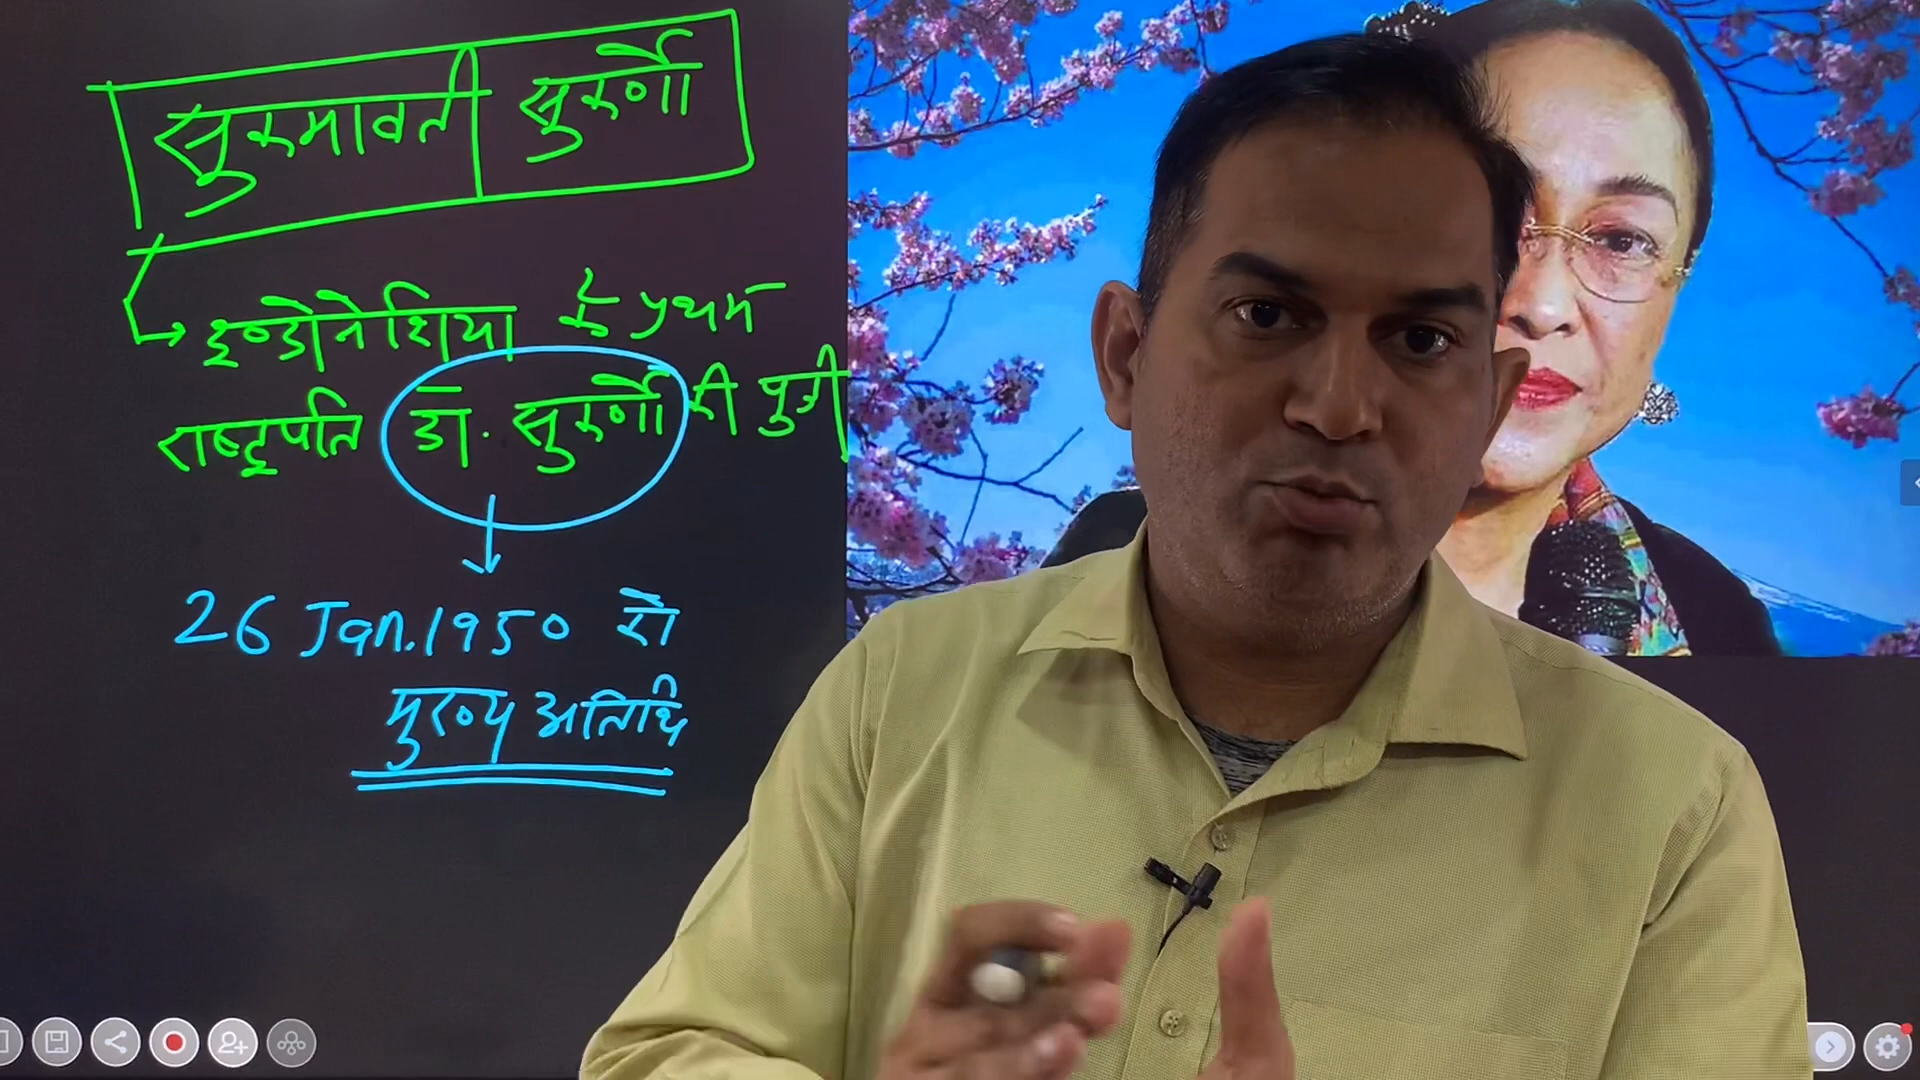 सुकमावती सुकर्णो
इण्डोनेशिया के प्रथम
राष्ट्रपति डॉ. सुकर्णो की पुत्री
26 Jan.1950 को
मुख्य अतिथि